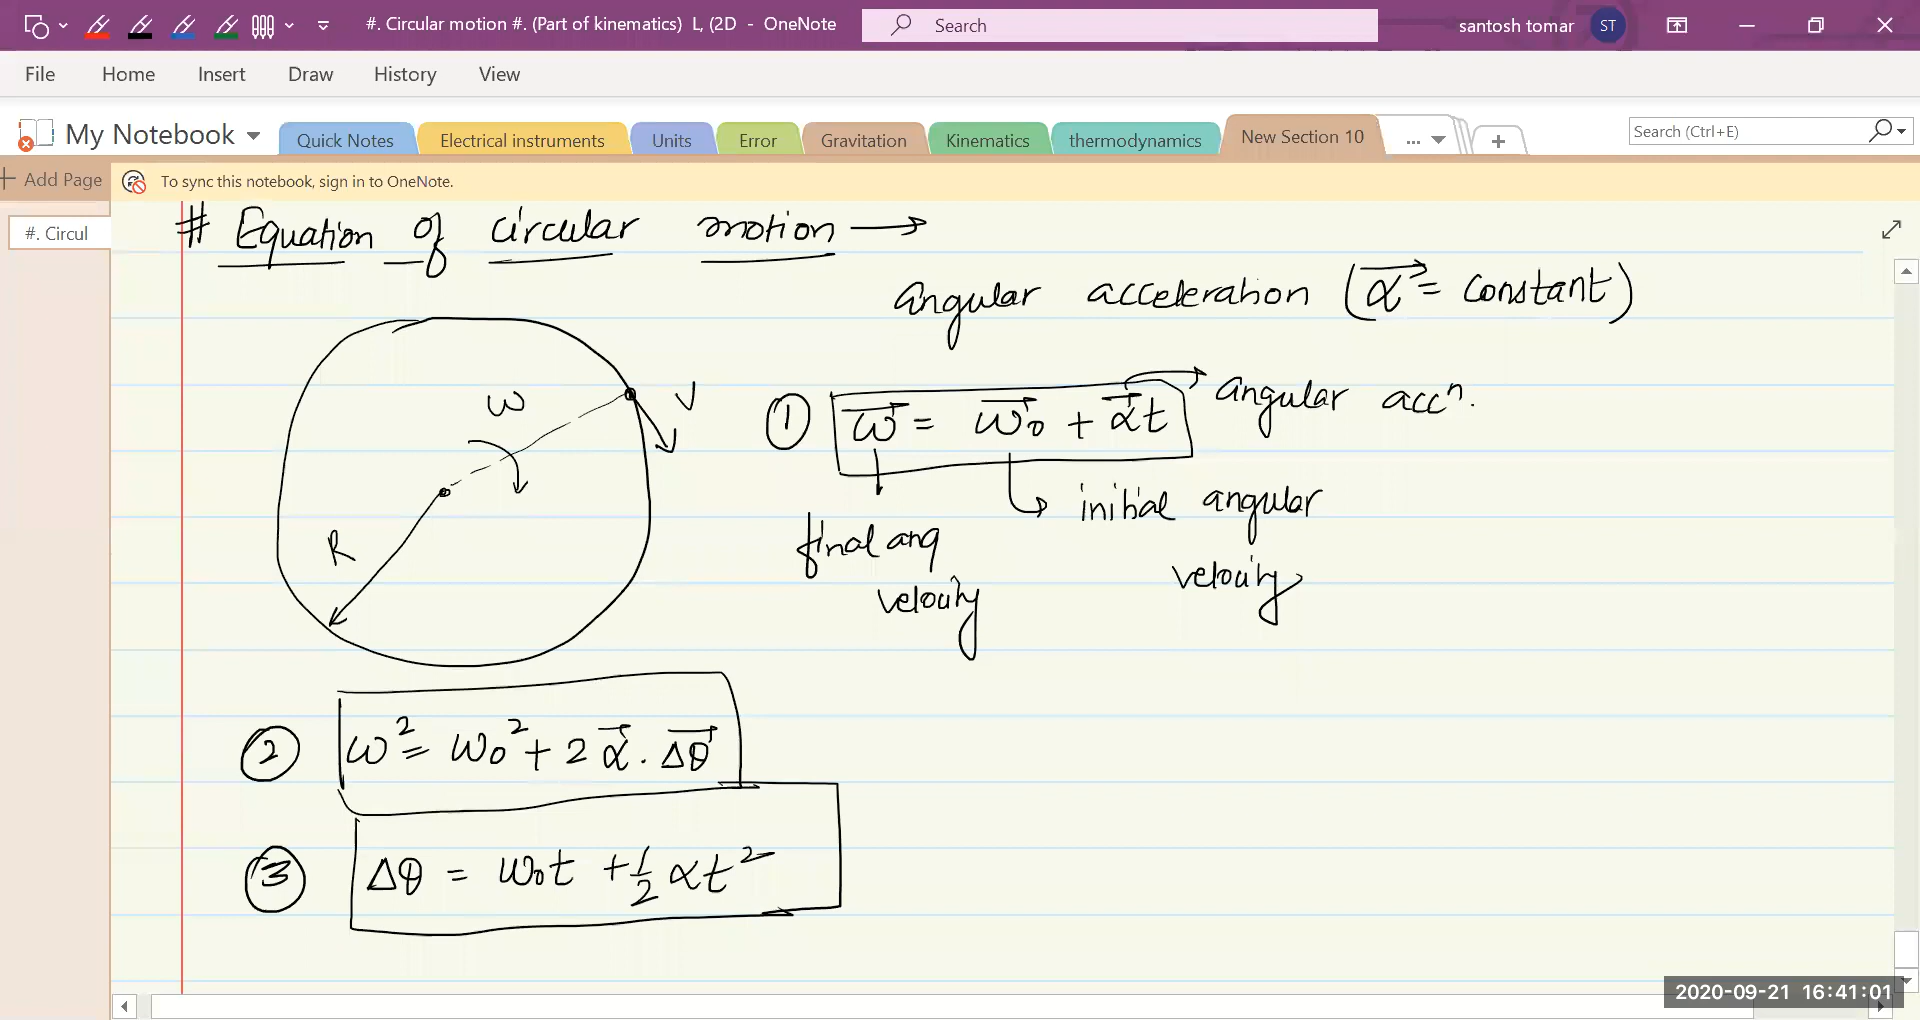 #. Circular motion #. (Part of kinematics) L, (2D - OneNote
Search
santosh tomar ST
File Home Insert Draw History View
My Notebook
Quick Notes Electrical instruments Units Error Gravitation Kinematics thermodynamics New Section 10 ... +
Search (Ctrl+E)
+ Add Page
To sync this notebook, sign in to OneNote.
#. Circul
# Equation of circular motion →
angular acceleration (α⃗ = constant)
ω
V
R
① ω⃗ = ω⃗₀ + α⃗t → angular accⁿ.
initial angular
velocity
final ang
velocity
② ω² = ω₀² + 2 α⃗ . Δθ⃗
③ Δθ = ω₀t + ½ αt²
2020-09-21 16:41:01